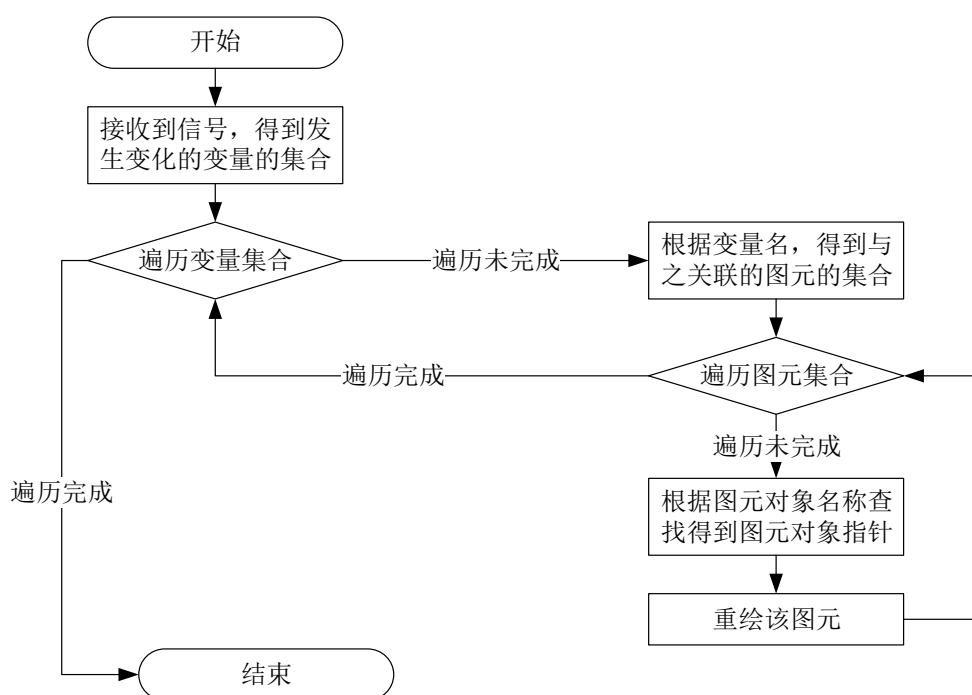 开始
接收到信号，得到发
生变化的变量的集合
遍历变量集合
遍历未完成
根据变量名，得到与
之关联的图元的集合
遍历完成
遍历图元集合
遍历未完成
遍历完成
根据图元对象名称查
找得到图元对象指针
重绘该图元
结束